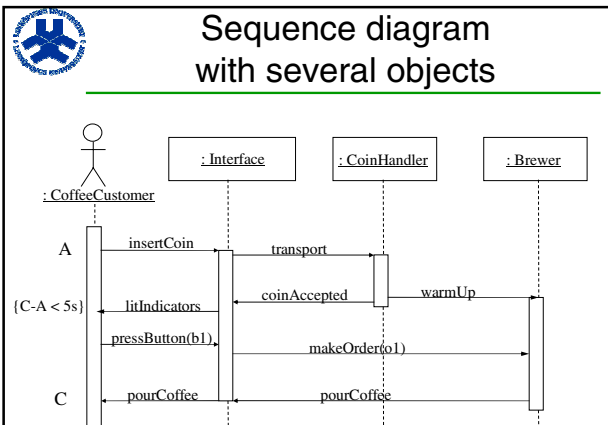 Sequence diagram
with several objects
: CoffeeCustomer
: Interface
: CoinHandler
: Brewer
A
insertCoin
transport
coinAccepted
warmUp
{C-A < 5s}
litIndicators
pressButton(b1)
makeOrder(o1)
C
pourCoffee
pourCoffee